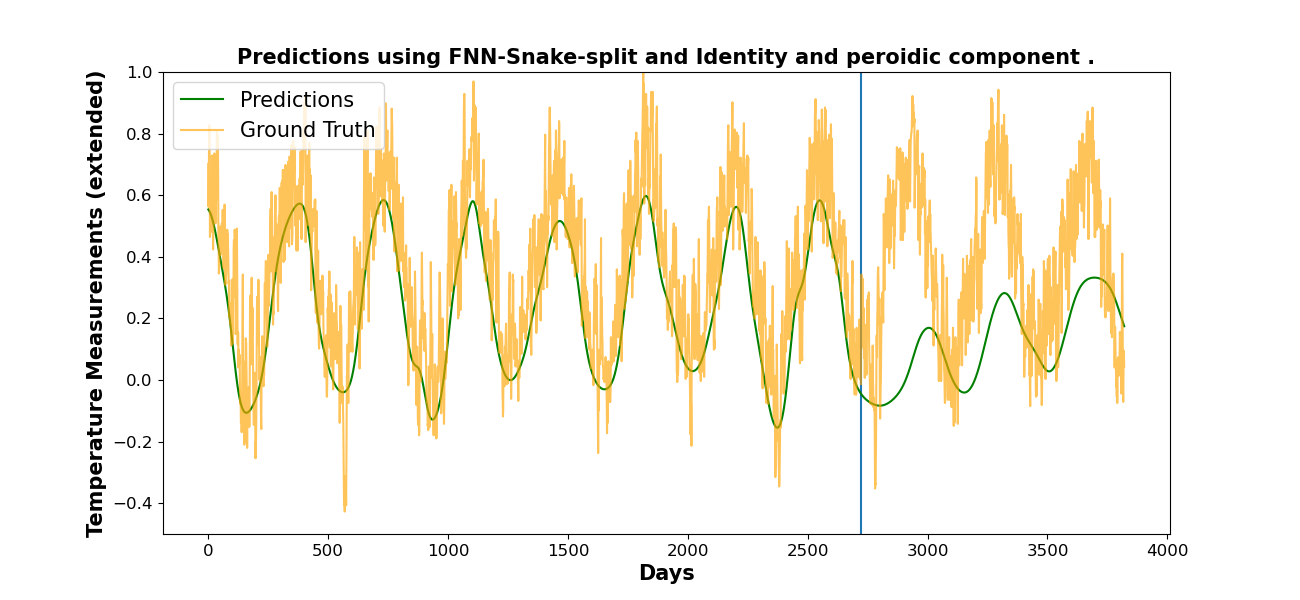 Predictions using FNN-Snake-split and Identity and peroidic component .
Temperature Measurements (extended)
1.0
0.8
0.6
0.4
0.2
0.0
−0.2
−0.4
Predictions
Ground Truth
0 500 1000 1500 2000 2500 3000 3500 4000
Days